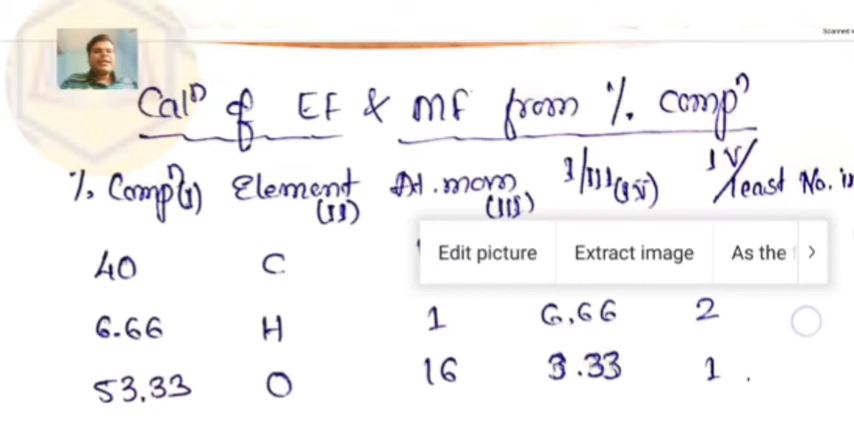 Scanned
Calⁿ of EF & MF from %. compⁿ
%. Compⁿ(I) Element (II) At. mass (III) I/III (IV) IV/least No. in
Edit picture Extract image As the >
40 C
6.66 H 1 6.66 2
53.33 O 16 3.33 1 .